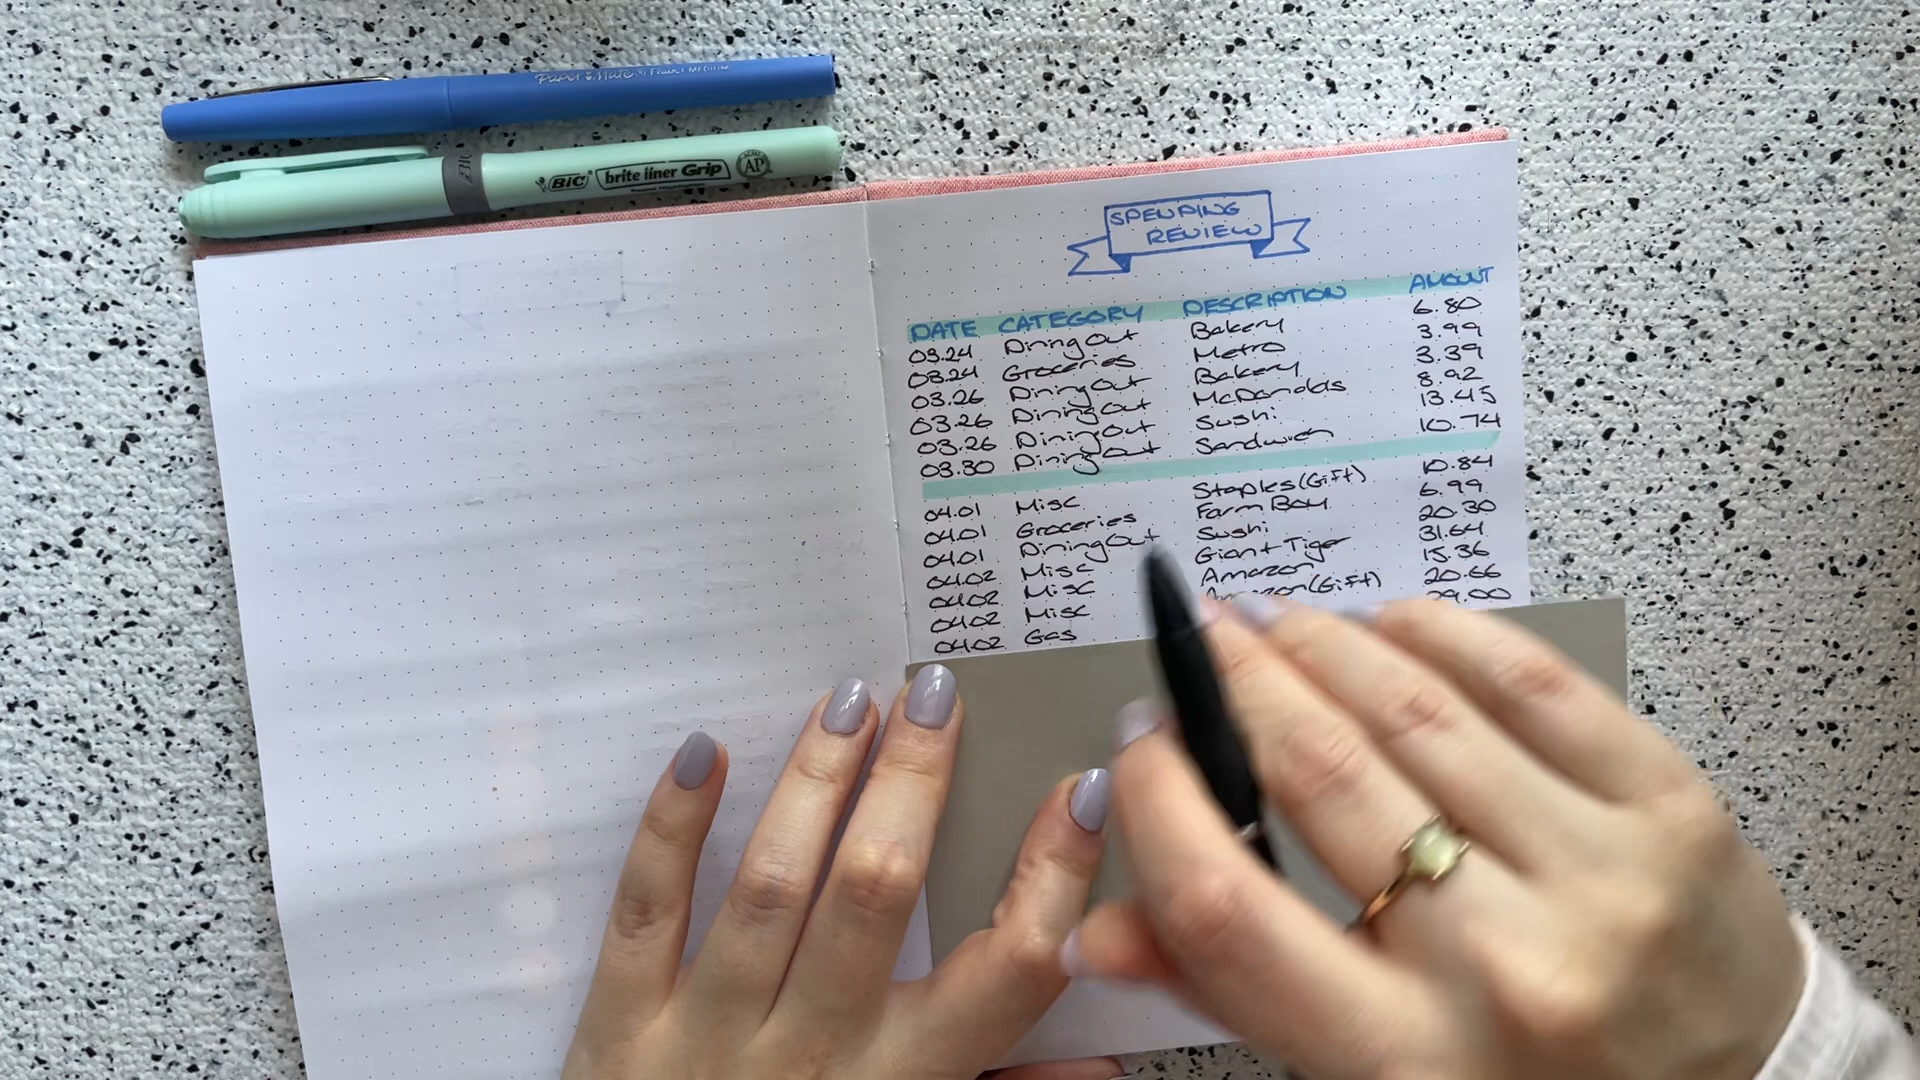 Paper Mate Flair Medium
BIC brite liner Grip AP
SPENDING
REVIEW
DATE CATEGORY DESCRIPTION AMOUNT
03.24 Dining Out Bakery 6.80
03.24 Groceries Metro 3.99
03.26 Dining Out Bakery 3.39
03.26 Dining Out McDonalds 8.92
03.26 Dining Out Sushi 13.45
03.30 Dining Out Sandwich 10.74
04.01 Misc Staples (Gift) 10.84
04.01 Groceries Farm Boy 6.99
04.01 Dining Out Sushi 20.30
04.02 Misc Giant Tiger 31.64
04.02 Misc Amazon 15.36
04.02 Misc Amazon (Gift) 20.66
04.02 Gas 29.00